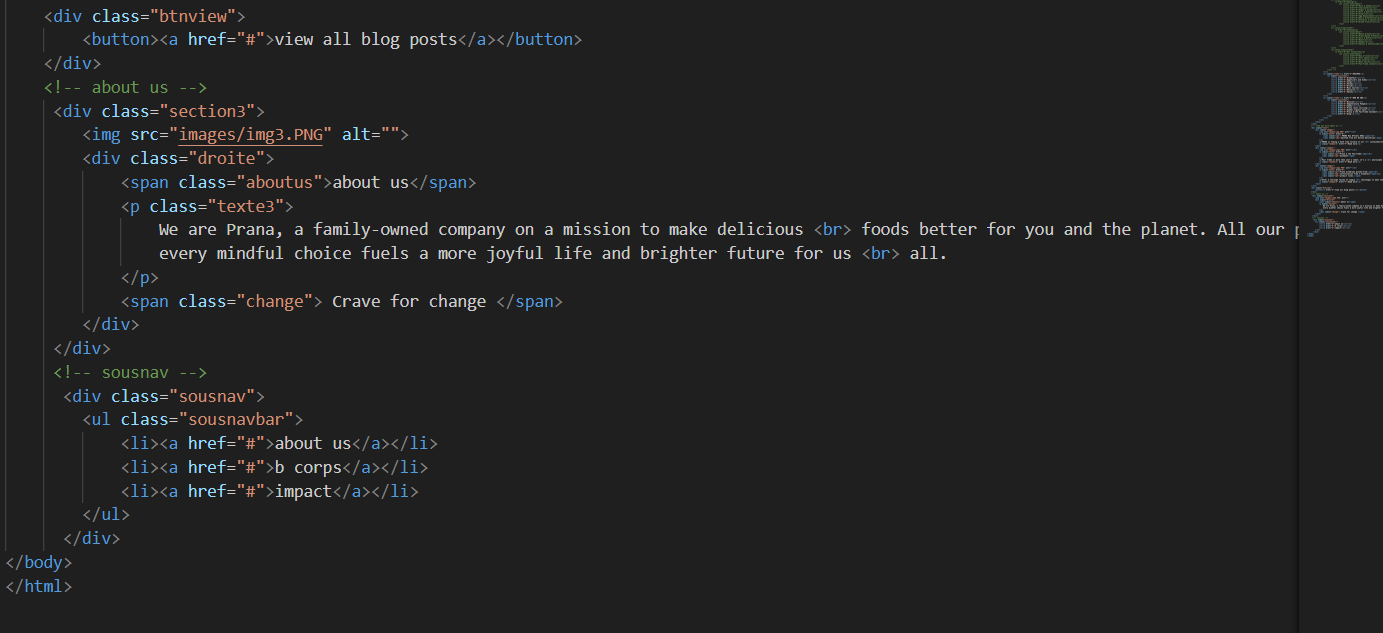 <div class="btnview">
<button><a href="#">view all blog posts</a></button>
</div>
<!-- about us -->
<div class="section3">
<img src="images/img3.PNG" alt="">
<div class="droite">
<span class="aboutus">about us</span>
<p class="texte3">
We are Prana, a family-owned company on a mission to make delicious <br> foods better for you and the planet. All our
every mindful choice fuels a more joyful life and brighter future for us <br> all.
</p>
<span class="change"> Crave for change </span>
</div>
</div>
<!-- sousnav -->
<div class="sousnav">
<ul class="sousnavbar">
<li><a href="#">about us</a></li>
<li><a href="#">b corps</a></li>
<li><a href="#">impact</a></li>
</ul>
</div>
</body>
</html>